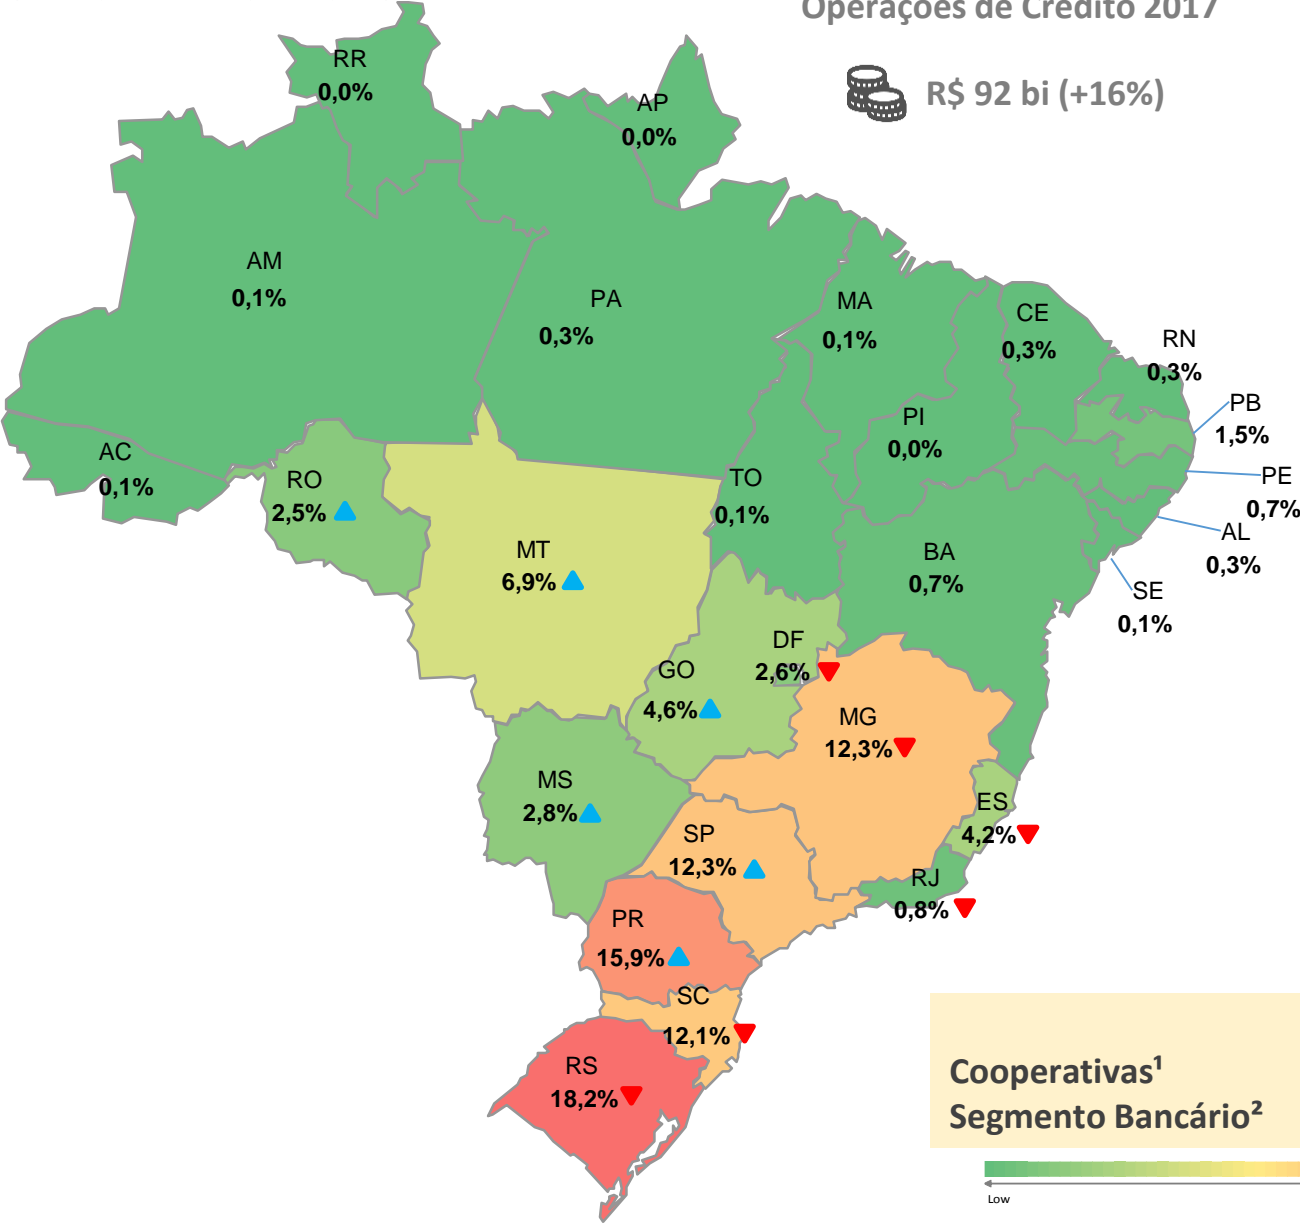 Operações de Crédito 2017
R$ 92 bi (+16%)
RR
0,0%
AP
0,0%
AM
0,1%
PA
0,3%
MA
0,1%
CE
0,3%
RN
0,3%
PB
1,5%
PI
0,0%
PE
0,7%
AC
0,1%
RO
2,5%
TO
0,1%
AL
0,3%
MT
6,9%
BA
0,7%
SE
0,1%
DF
2,6%
GO
4,6%
MG
12,3%
MS
2,8%
ES
4,2%
SP
12,3%
RJ
0,8%
PR
15,9%
SC
12,1%
RS
18,2%
Cooperativas¹
Segmento Bancário²
Low